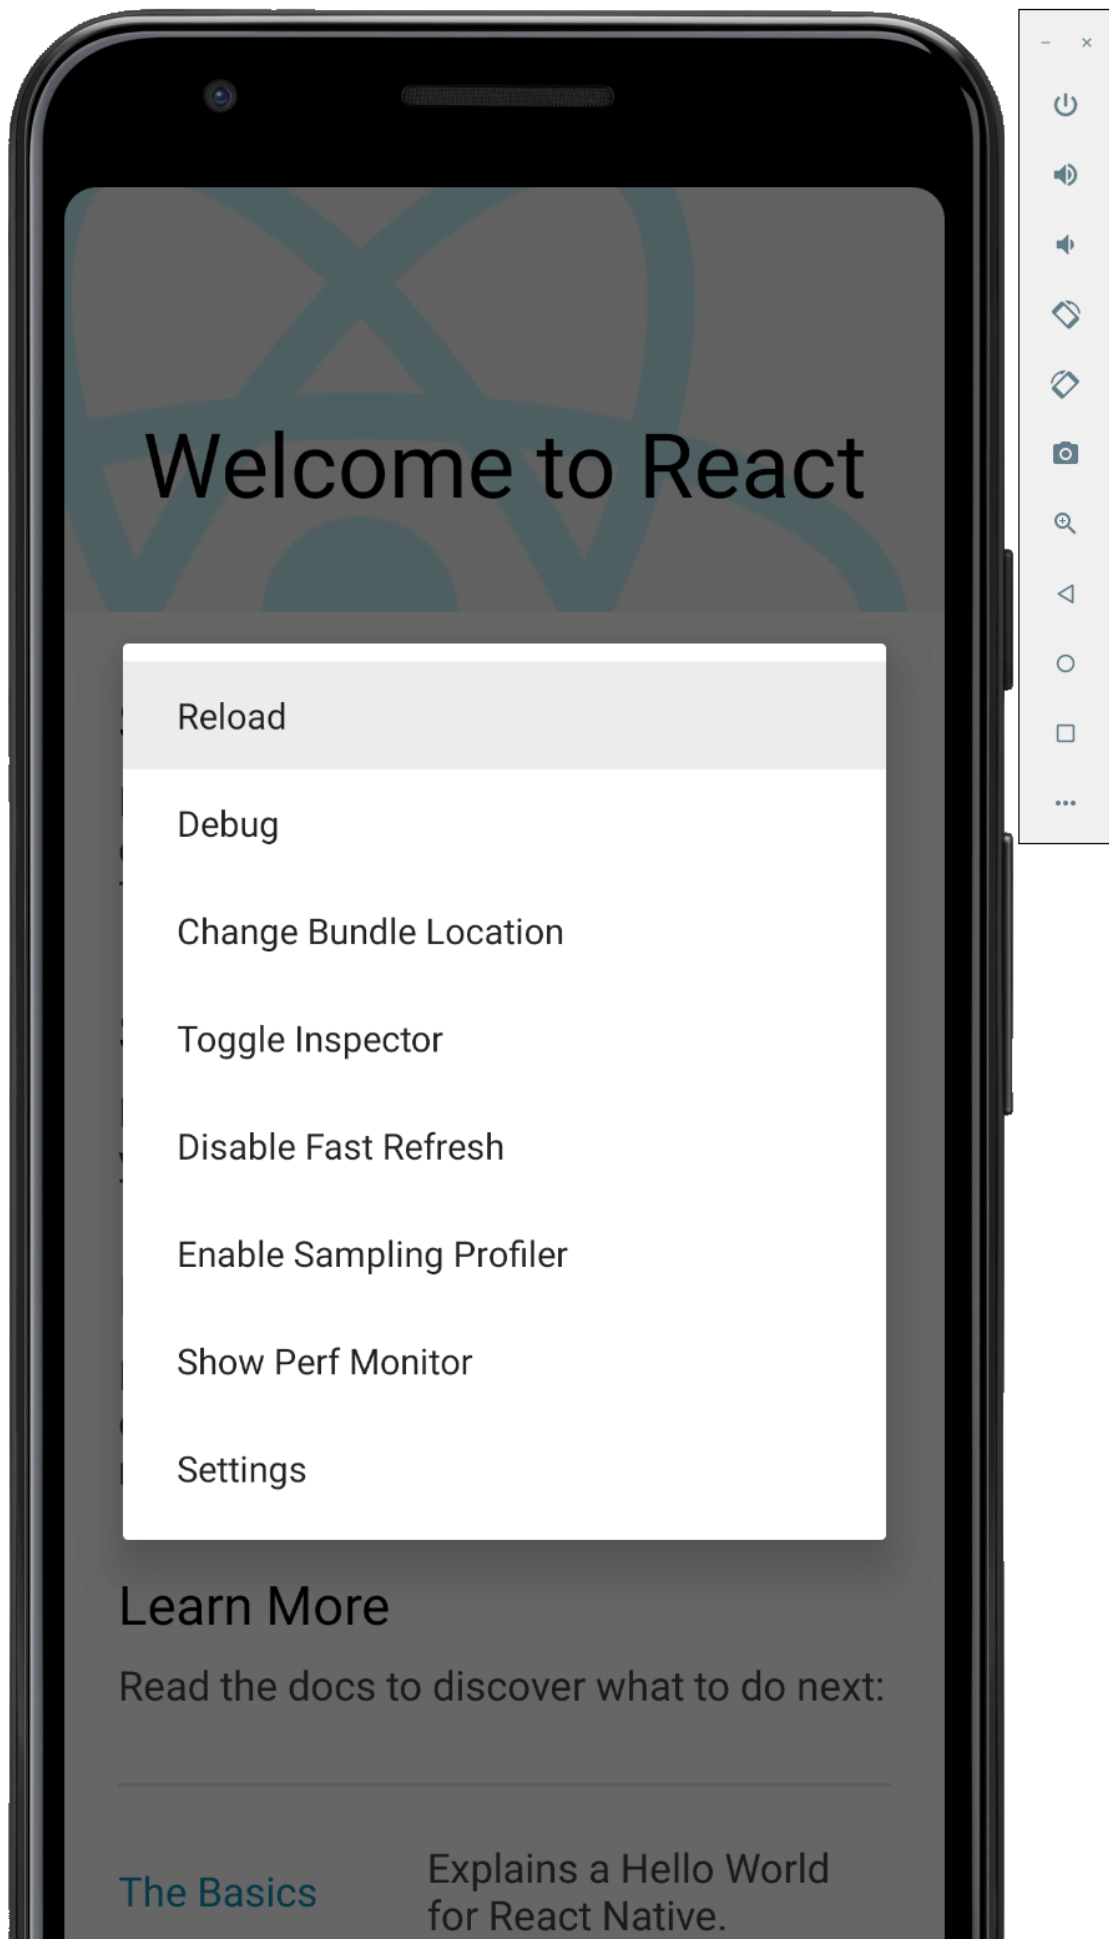 Welcome to React
Reload
Debug
Change Bundle Location
Toggle Inspector
Disable Fast Refresh
Enable Sampling Profiler
Show Perf Monitor
Settings
Learn More
Read the docs to discover what to do next:
The Basics
Explains a Hello World
for React Native.